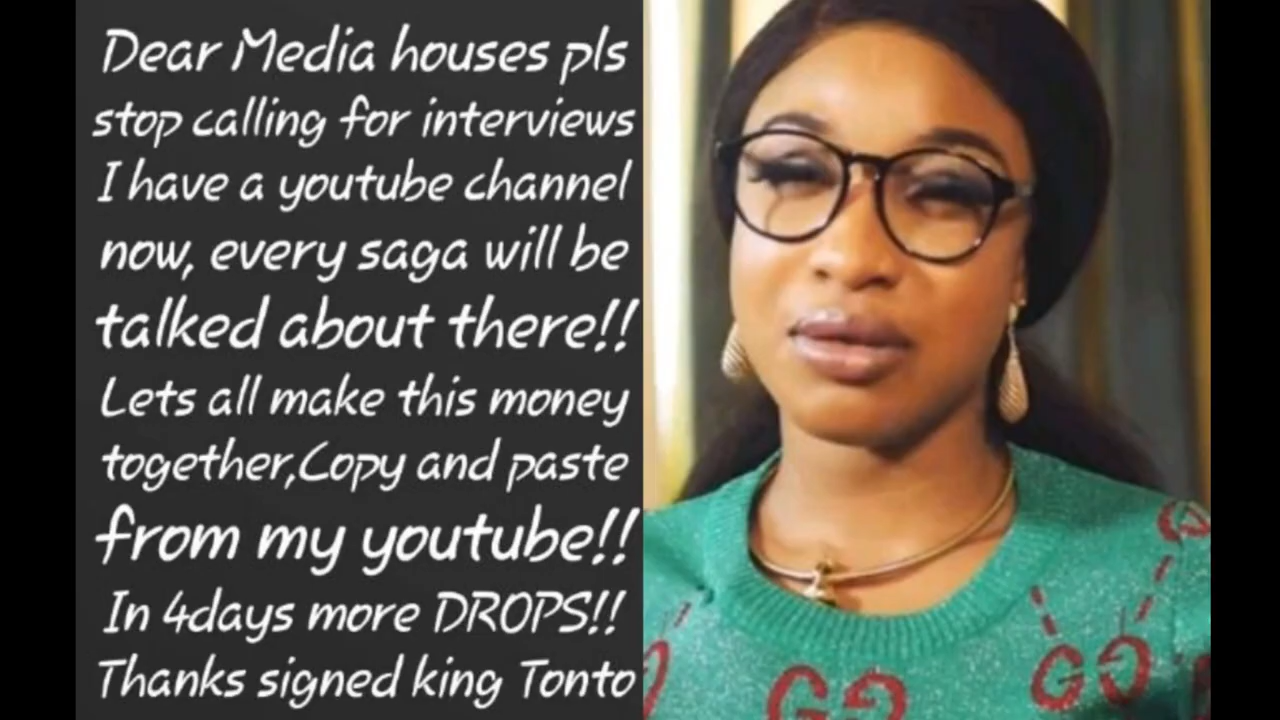 Dear Media houses pls
stop calling for interviews
I have a youtube channel
now, every saga will be
talked about there!!
Lets all make this money
together,Copy and paste
from my youtube!!
In 4days more DROPS!!
Thanks signed king Tonto
GG
GG